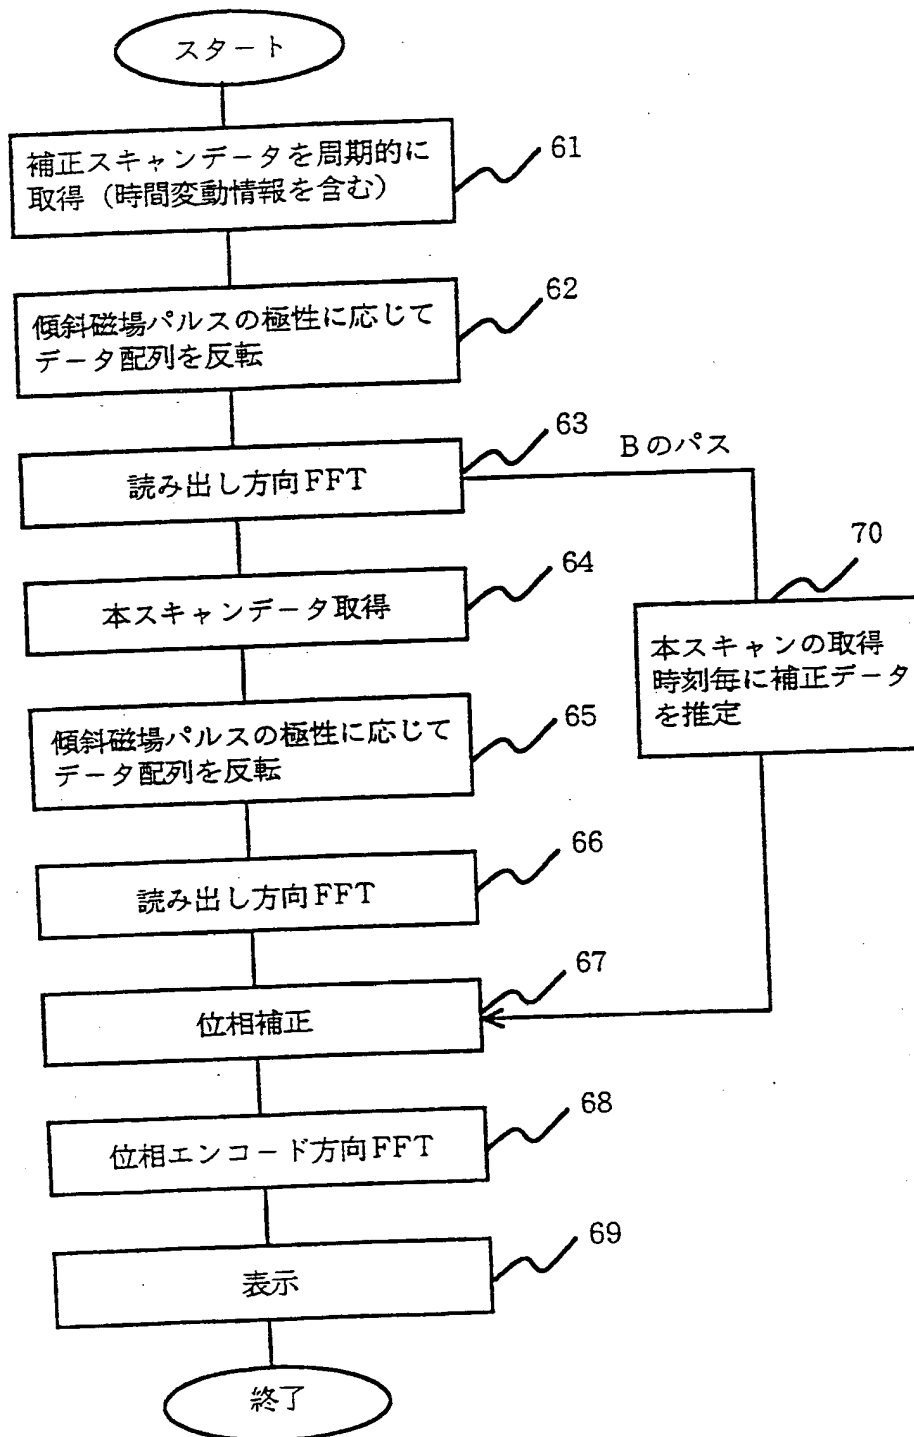 スタート
補正スキャンデータを周期的に
取得（時間変動情報を含む）
61
傾斜磁場パルスの極性に応じて
データ配列を反転
62
読み出し方向FFT
63
Bのパス
本スキャンデータ取得
64
70
本スキャンの取得
時刻毎に補正データ
を推定
傾斜磁場パルスの極性に応じて
データ配列を反転
65
読み出し方向FFT
66
位相補正
67
位相エンコード方向FFT
68
表示
69
終了